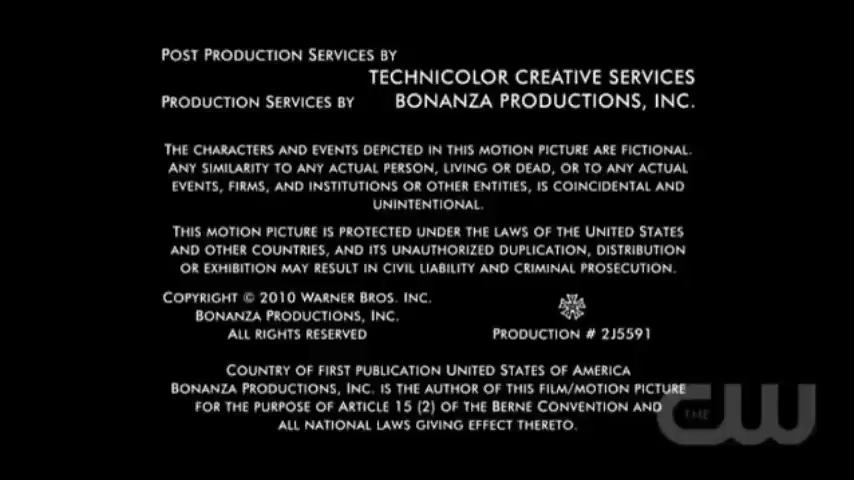 POST PRODUCTION SERVICES BY
TECHNICOLOR CREATIVE SERVICES
PRODUCTION SERVICES BY BONANZA PRODUCTIONS, INC.
THE CHARACTERS AND EVENTS DEPICTED IN THIS MOTION PICTURE ARE FICTIONAL.
ANY SIMILARITY TO ANY ACTUAL PERSON, LIVING OR DEAD, OR TO ANY ACTUAL
EVENTS, FIRMS, AND INSTITUTIONS OR OTHER ENTITIES, IS COINCIDENTAL AND
UNINTENTIONAL.
THIS MOTION PICTURE IS PROTECTED UNDER THE LAWS OF THE UNITED STATES
AND OTHER COUNTRIES, AND ITS UNAUTHORIZED DUPLICATION, DISTRIBUTION
OR EXHIBITION MAY RESULT IN CIVIL LIABILITY AND CRIMINAL PROSECUTION.
COPYRIGHT © 2010 WARNER BROS. INC.
BONANZA PRODUCTIONS, INC.
ALL RIGHTS RESERVED
PRODUCTION # 2J5591
COUNTRY OF FIRST PUBLICATION UNITED STATES OF AMERICA
BONANZA PRODUCTIONS, INC. IS THE AUTHOR OF THIS FILM/MOTION PICTURE
FOR THE PURPOSE OF ARTICLE 15 (2) OF THE BERNE CONVENTION AND
ALL NATIONAL LAWS GIVING EFFECT THERETO.
THE CW